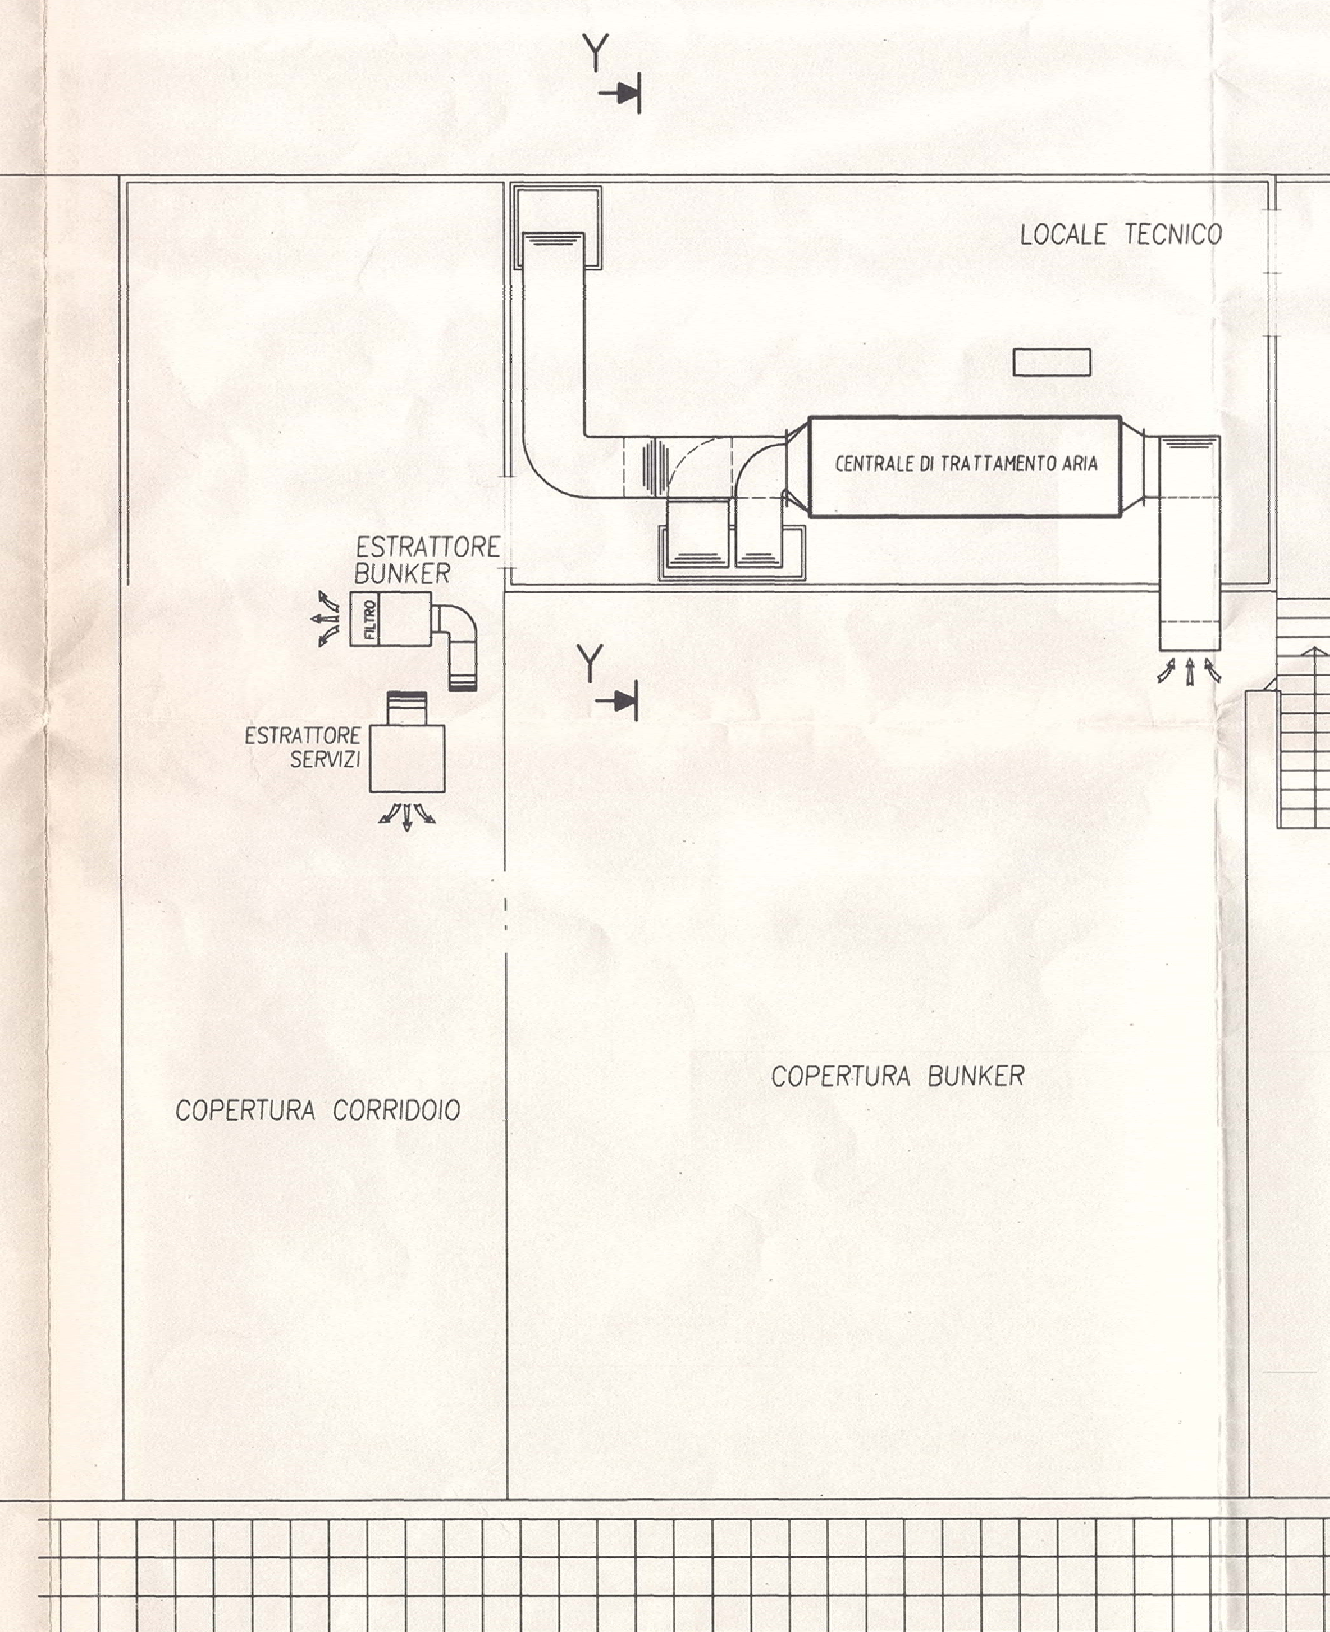 Y
LOCALE TECNICO
CENTRALE DI TRATTAMENTO ARIA
ESTRATTORE
BUNKER
FILTRO
Y
ESTRATTORE
SERVIZI
COPERTURA BUNKER
COPERTURA CORRIDOIO